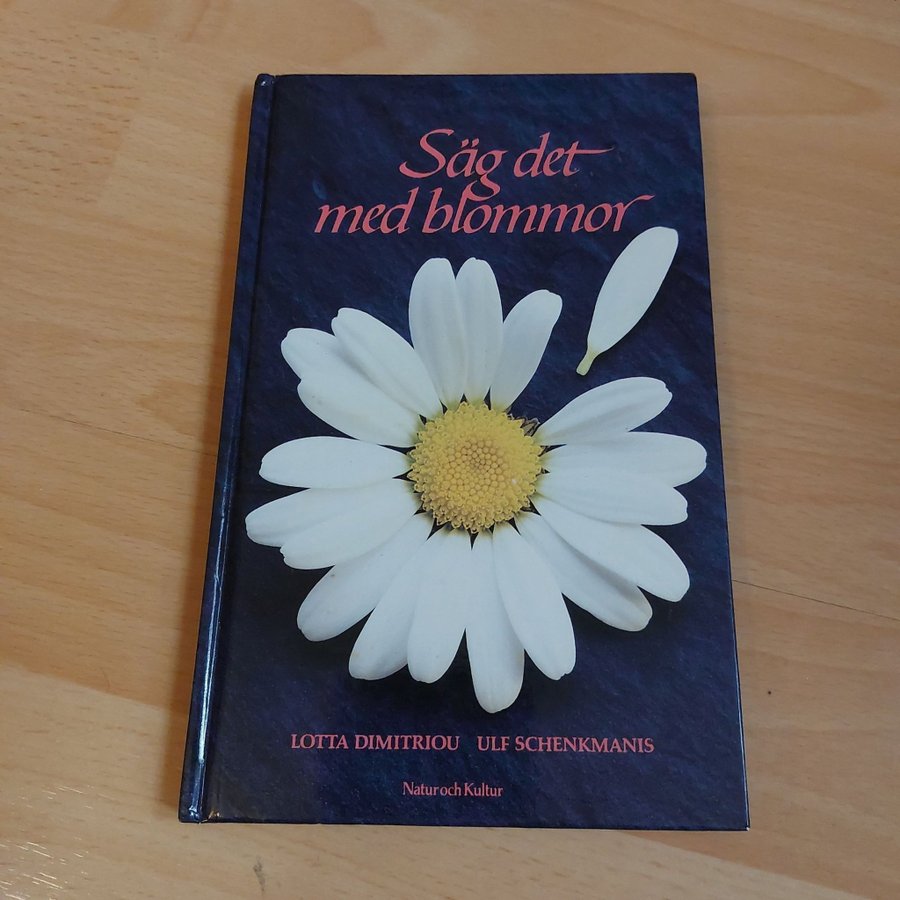 Säg det
med blommor
LOTTA DIMITRIOU ULF SCHENKMANIS
Natur och Kultur